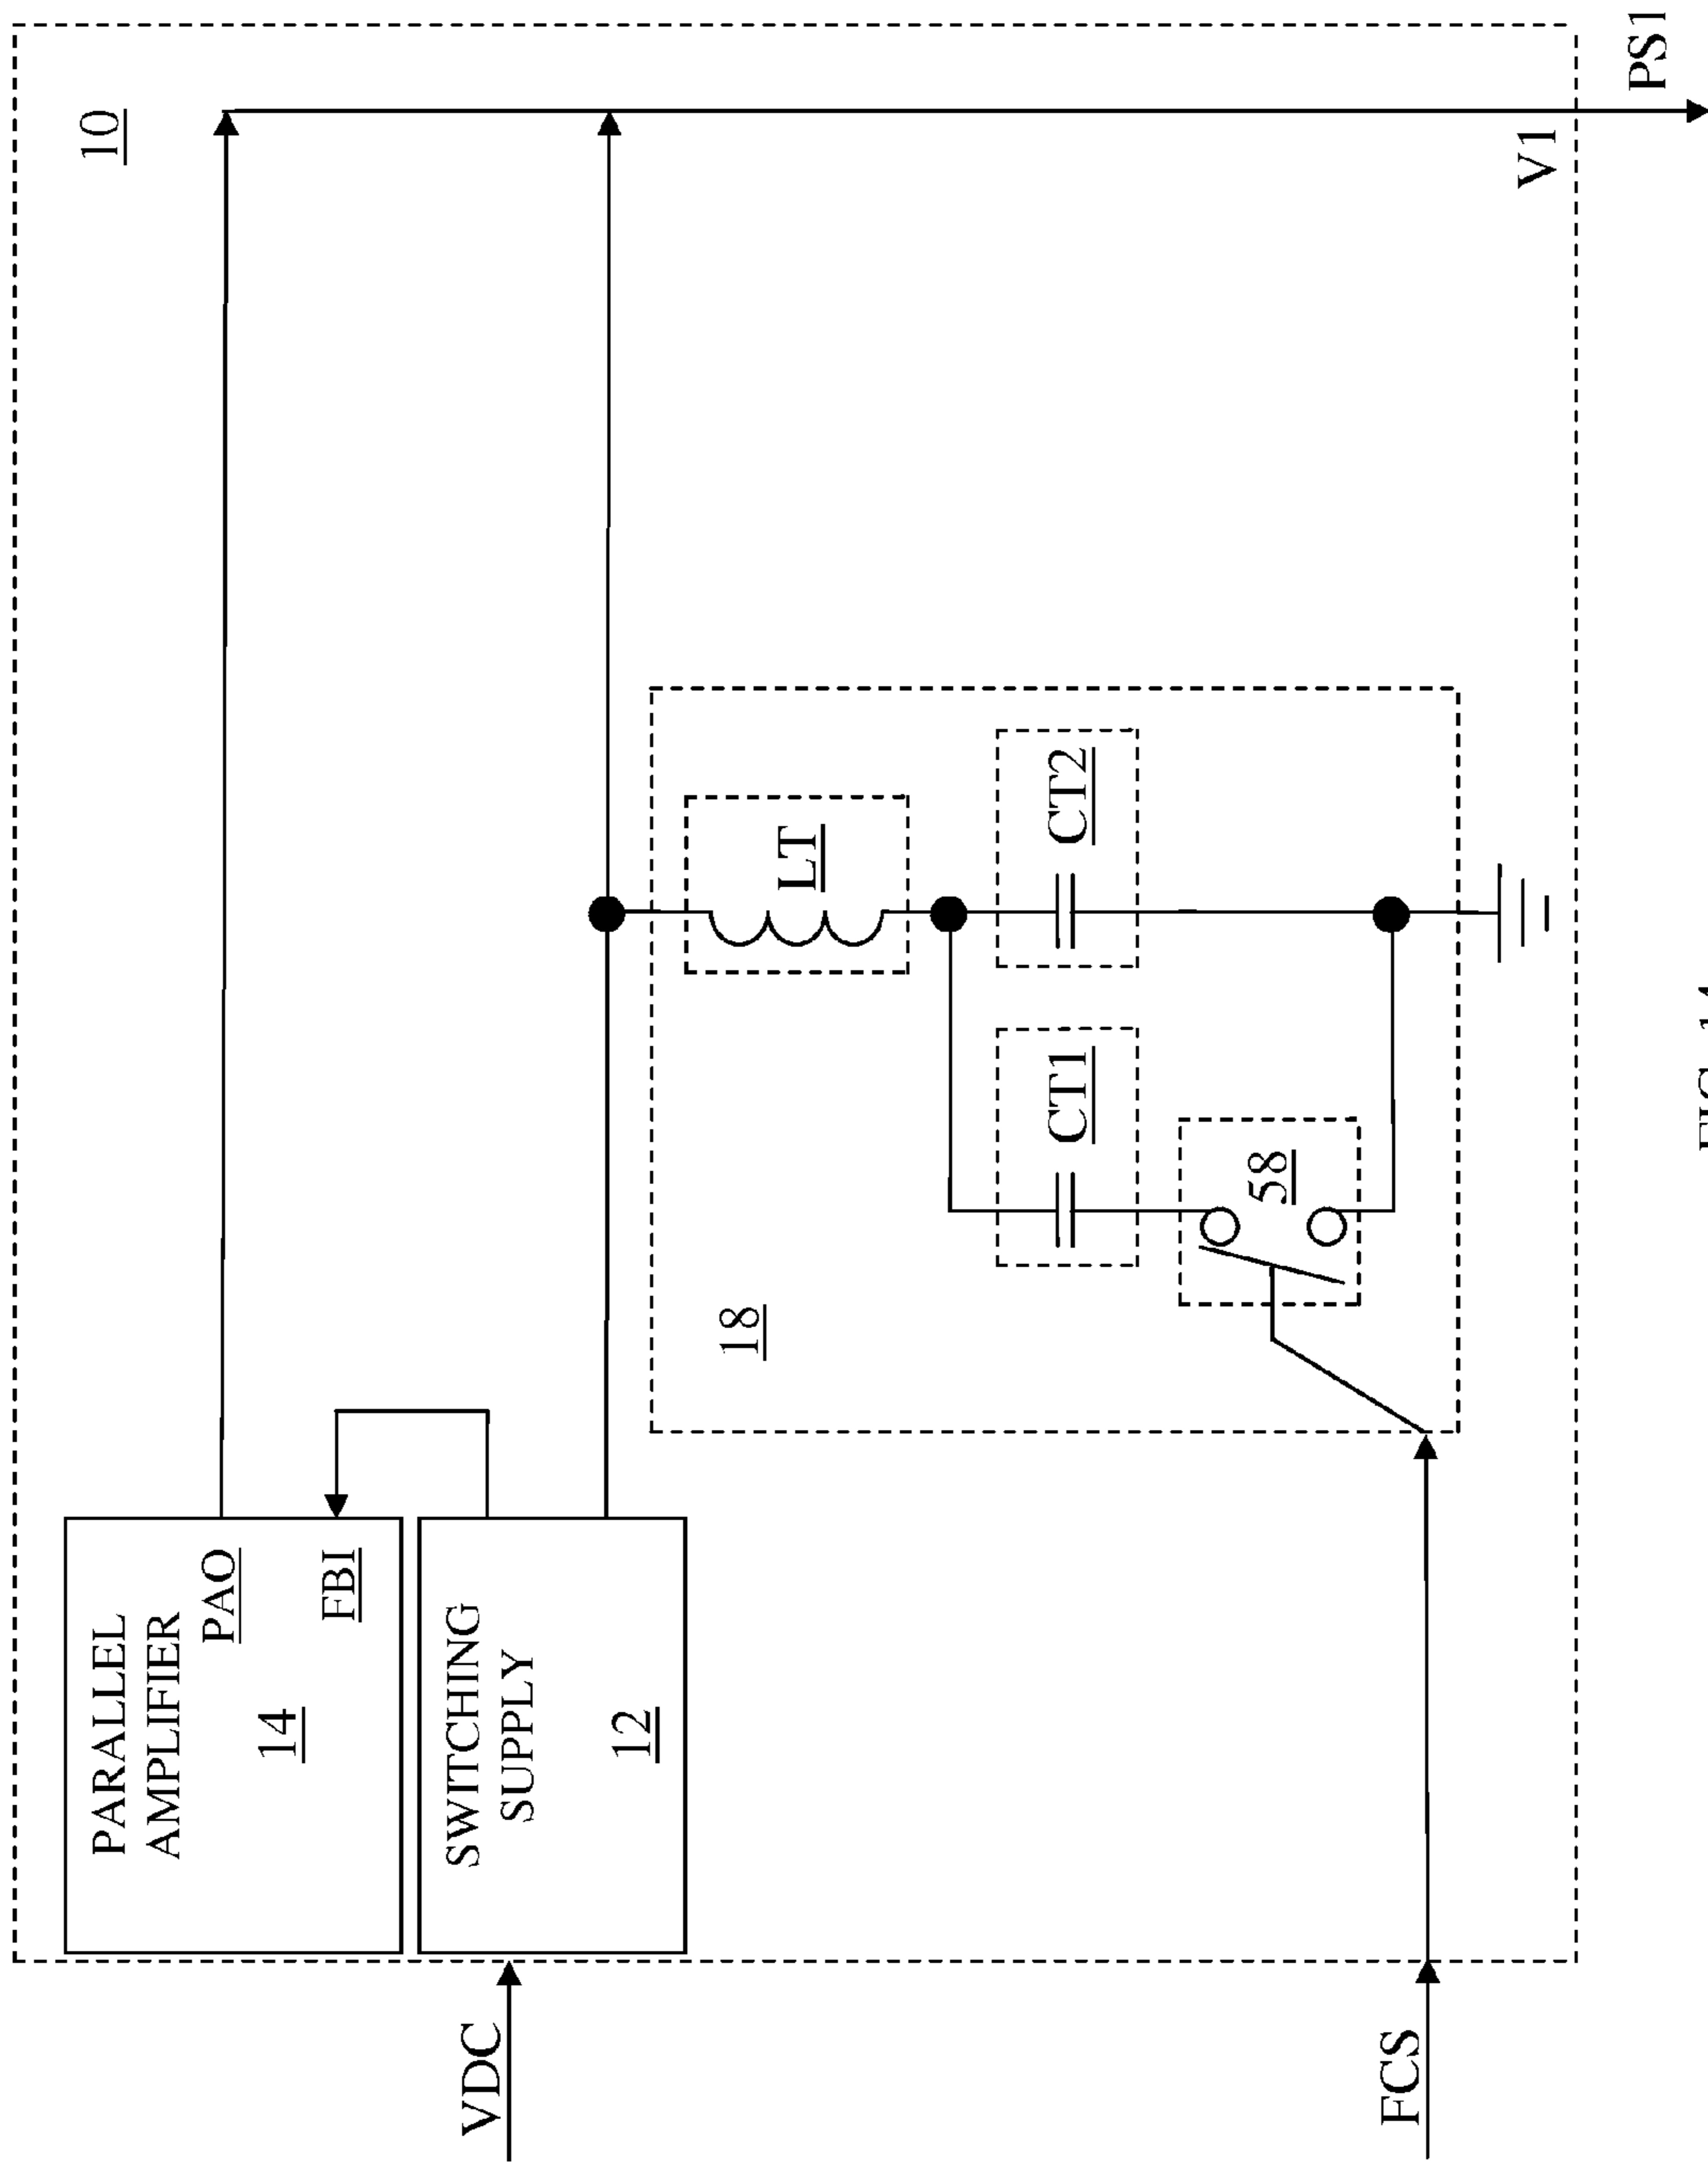 10
PARALLEL
AMPLIFIER
PAO
14
FBI
VDC
SWITCHING
SUPPLY
12
18
LT
CT1
CT2
58
FCS
V1
PS1